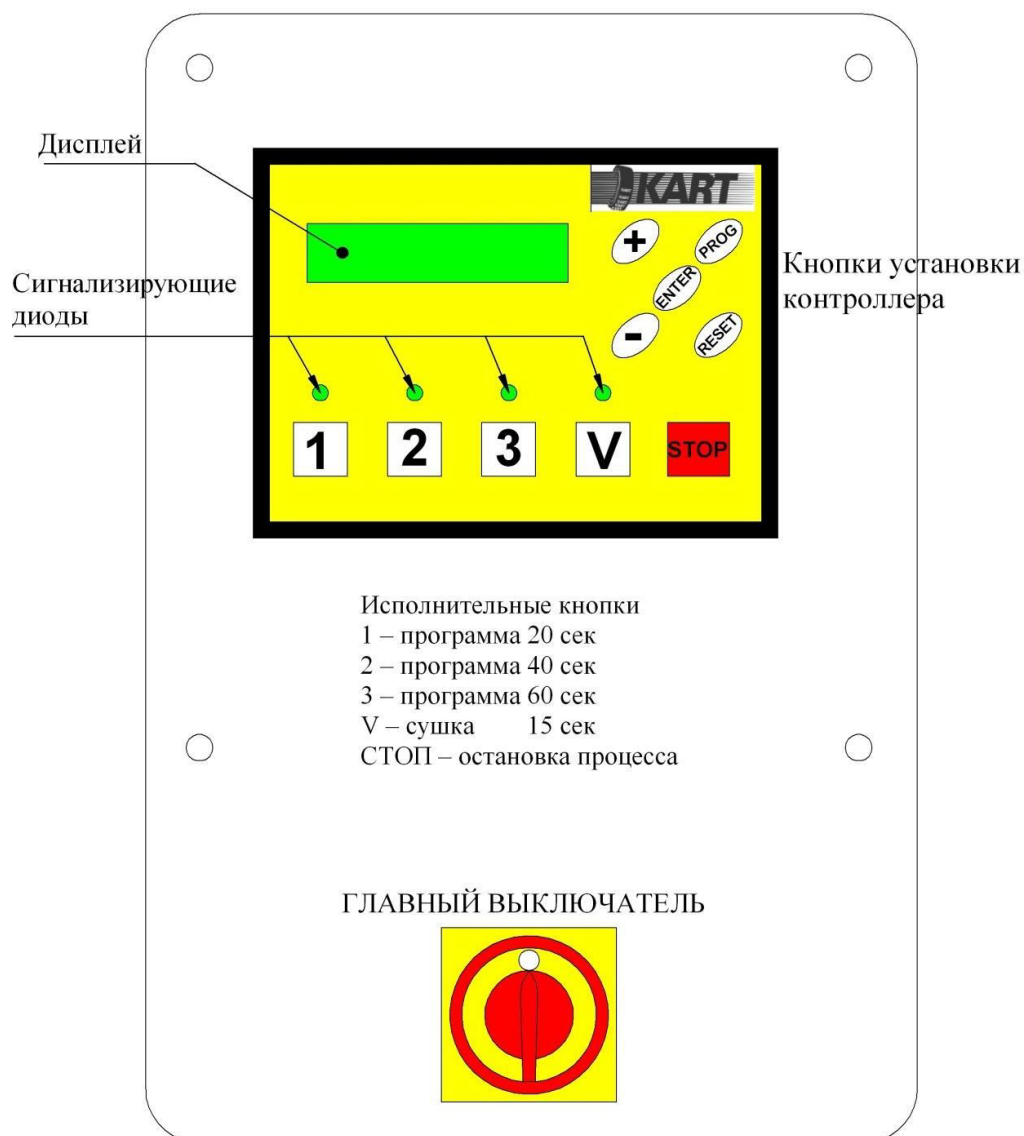 Дисплей
KART
+
PROG
ENTER
-
RESET
Кнопки установки
контроллера
Сигнализирующие
диоды
1 2 3 V STOP
Исполнительные кнопки
1 – программа 20 сек
2 – программа 40 сек
3 – программа 60 сек
V – сушка 15 сек
СТОП – остановка процесса
ГЛАВНЫЙ ВЫКЛЮЧАТЕЛЬ